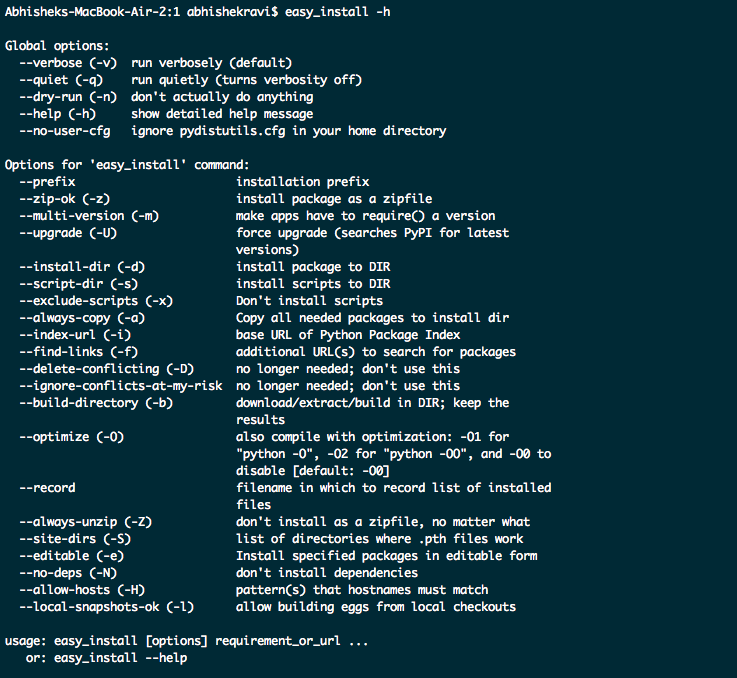 Abhisheks-MacBook-Air-2:1 abhishekravi$ easy_install -h
Global options:
--verbose (-v)  run verbosely (default)
--quiet (-q)    run quietly (turns verbosity off)
--dry-run (-n)  don't actually do anything
--help (-h)     show detailed help message
--no-user-cfg   ignore pydistutils.cfg in your home directory
Options for 'easy_install' command:
--prefix                       installation prefix
--zip-ok (-z)                  install package as a zipfile
--multi-version (-m)           make apps have to require() a version
--upgrade (-U)                 force upgrade (searches PyPI for latest
versions)
--install-dir (-d)             install package to DIR
--script-dir (-s)              install scripts to DIR
--exclude-scripts (-x)         Don't install scripts
--always-copy (-a)             Copy all needed packages to install dir
--index-url (-i)               base URL of Python Package Index
--find-links (-f)              additional URL(s) to search for packages
--delete-conflicting (-D)      no longer needed; don't use this
--ignore-conflicts-at-my-risk  no longer needed; don't use this
--build-directory (-b)         download/extract/build in DIR; keep the
results
--optimize (-O)                also compile with optimization: -O1 for
"python -O", -O2 for "python -OO", and -O0 to
disable [default: -O0]
--record                       filename in which to record list of installed
files
--always-unzip (-Z)            don't install as a zipfile, no matter what
--site-dirs (-S)               list of directories where .pth files work
--editable (-e)                Install specified packages in editable form
--no-deps (-N)                 don't install dependencies
--allow-hosts (-H)             pattern(s) that hostnames must match
--local-snapshots-ok (-l)      allow building eggs from local checkouts
usage: easy_install [options] requirement_or_url ...
or: easy_install --help